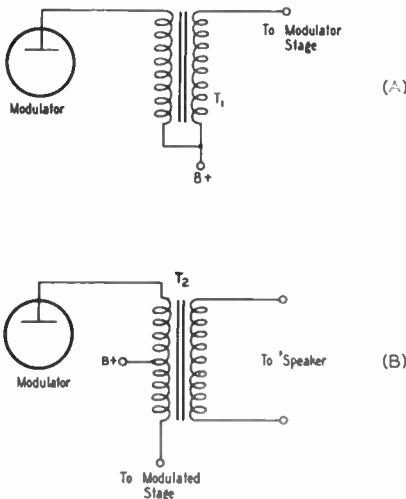 To Modulator
Stage
(A)
Modulator
T1
B+
T2
B+
To 'Speaker
(B)
Modulator
To Modulated
Stage